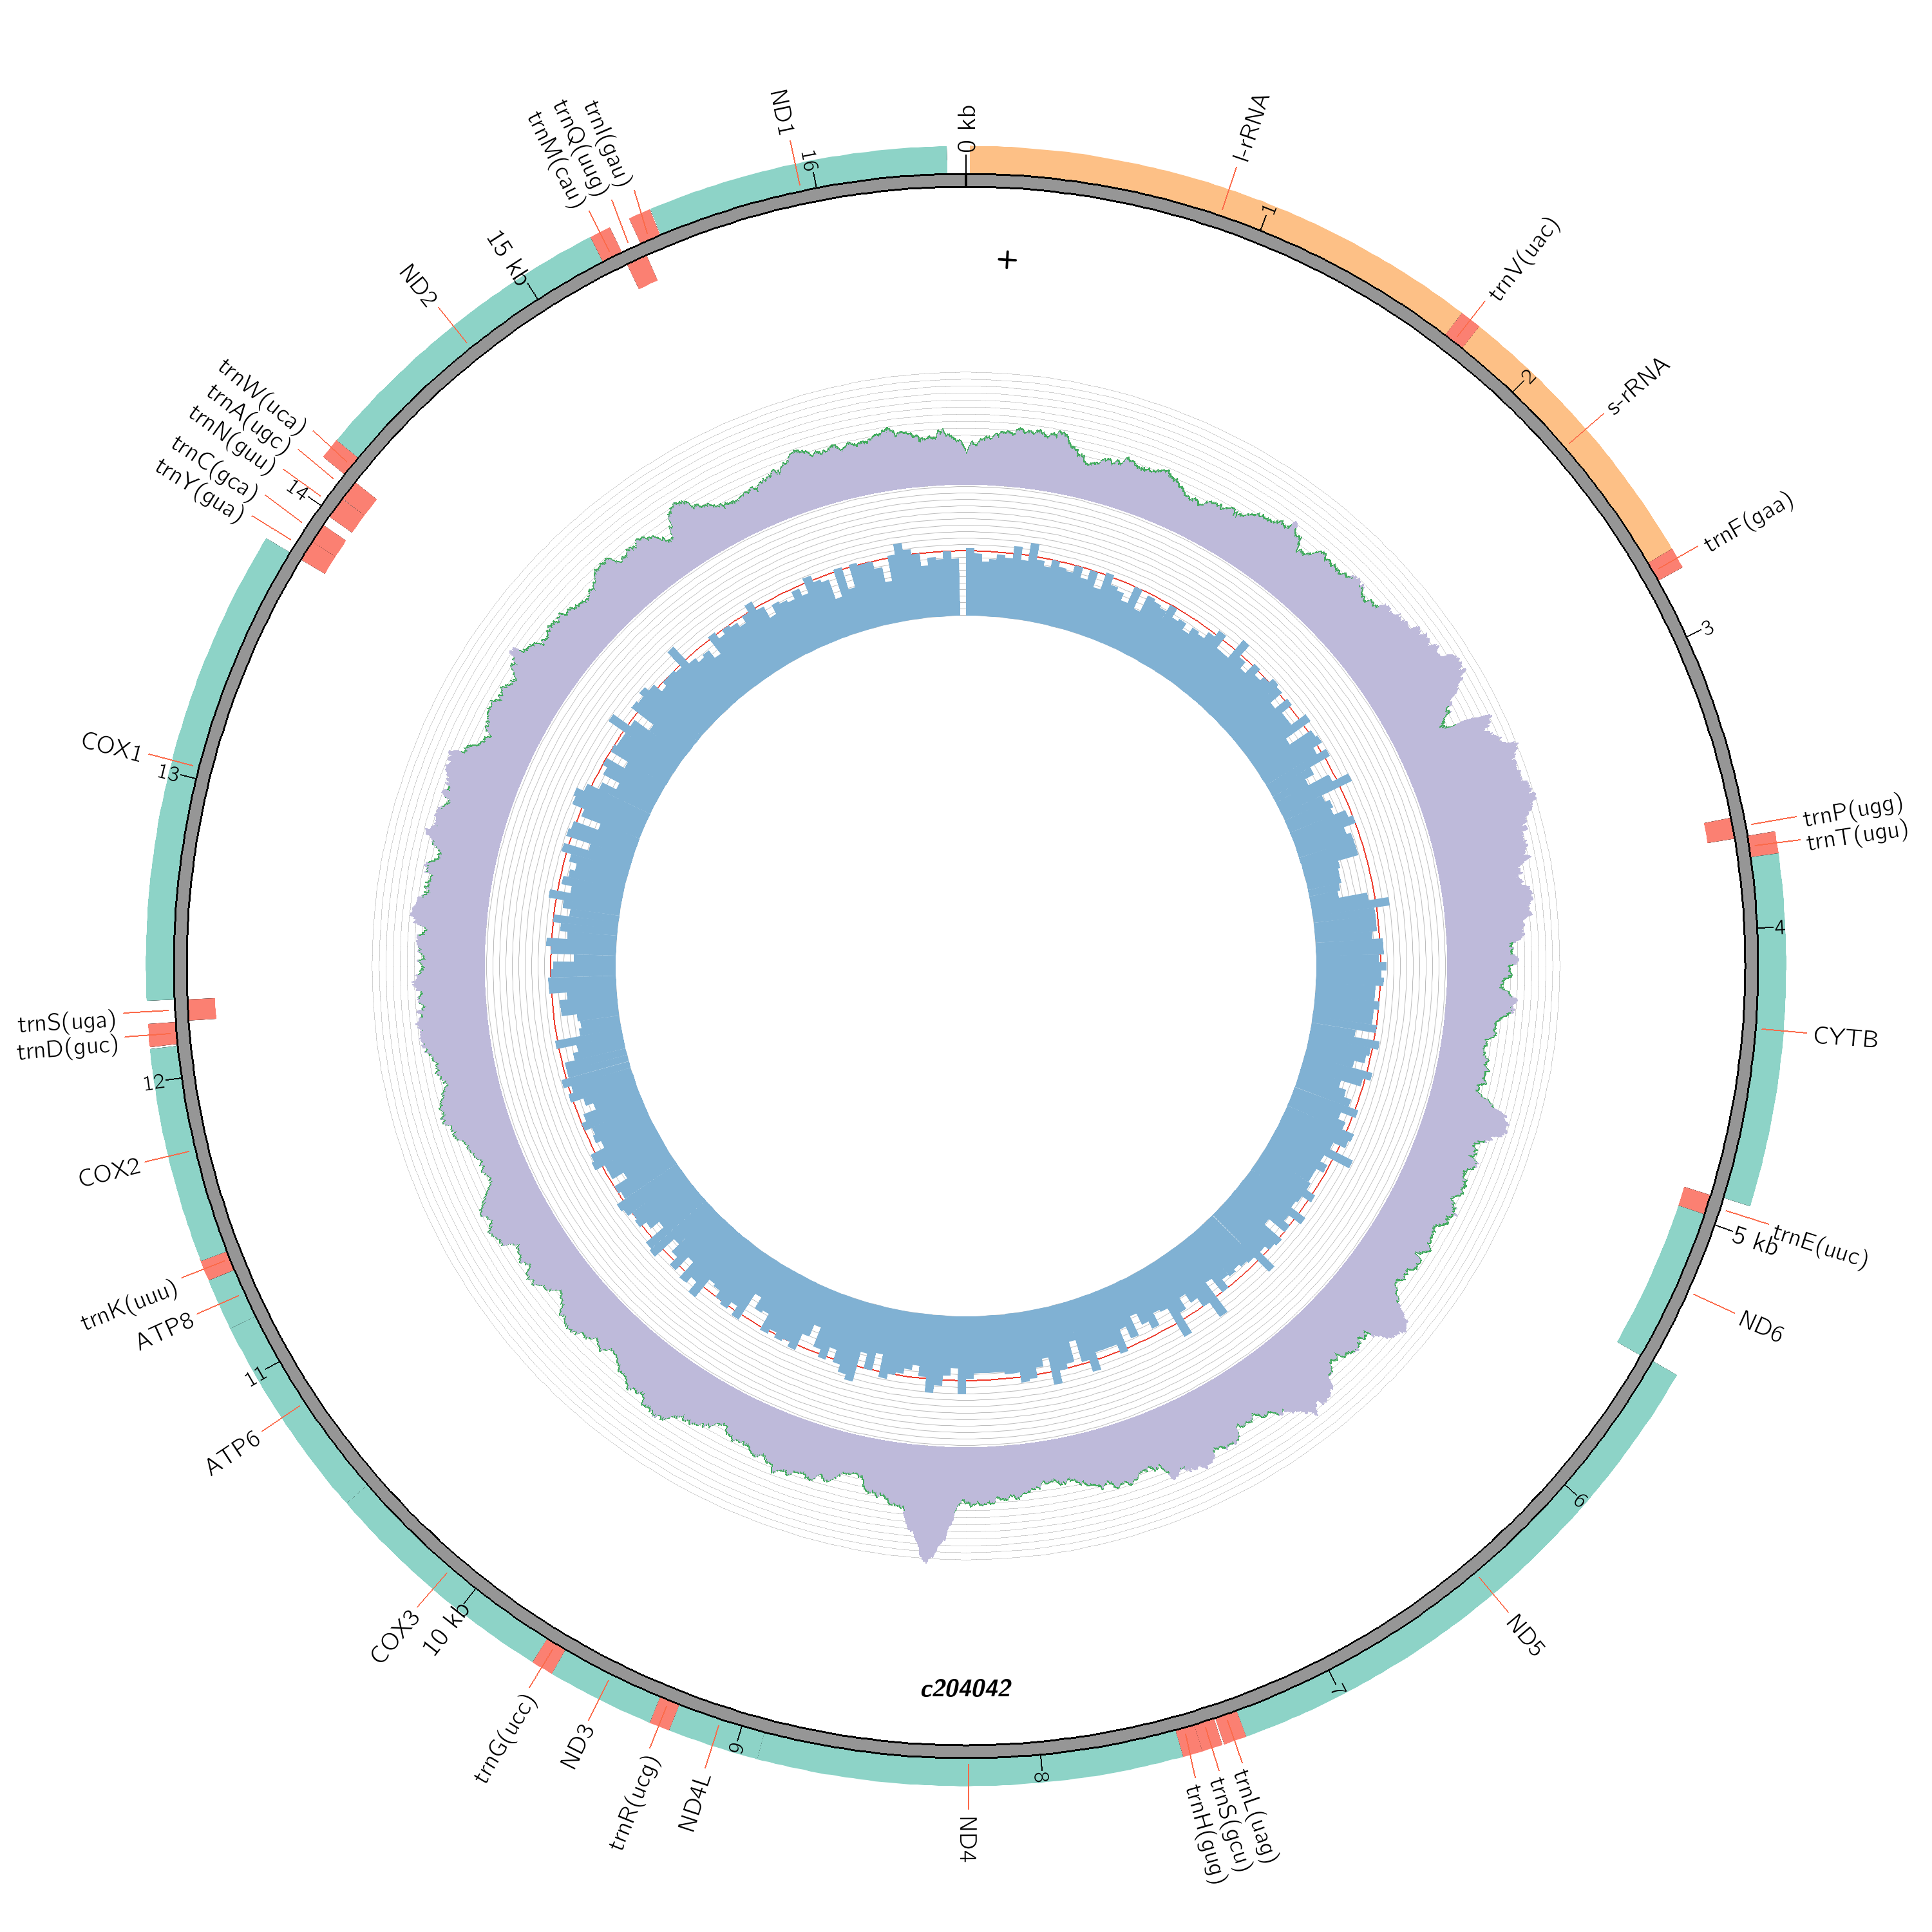 0 kb
l-rRNA
1
trnV(uac)
2
s-rRNA
trnF(gaa)
3
trnP(ugg)
trnT(ugu)
4
CYTB
trnE(uuc)
5 kb
ND6
6
ND5
7
trnL(uag)
trnS(gcu)
trnH(gug)
8
ND4
9
ND4L
trnR(ucg)
ND3
trnG(ucc)
10 kb
COX3
ATP6
11
ATP8
trnK(uuu)
COX2
12
trnD(guc)
trnS(uga)
13
COX1
trnY(gua)
trnC(gca)
14
trnN(guu)
trnA(ugc)
trnW(uca)
ND2
15 kb
trnM(cau)
trnQ(uug)
trnI(gau)
ND1
16
+
c204042